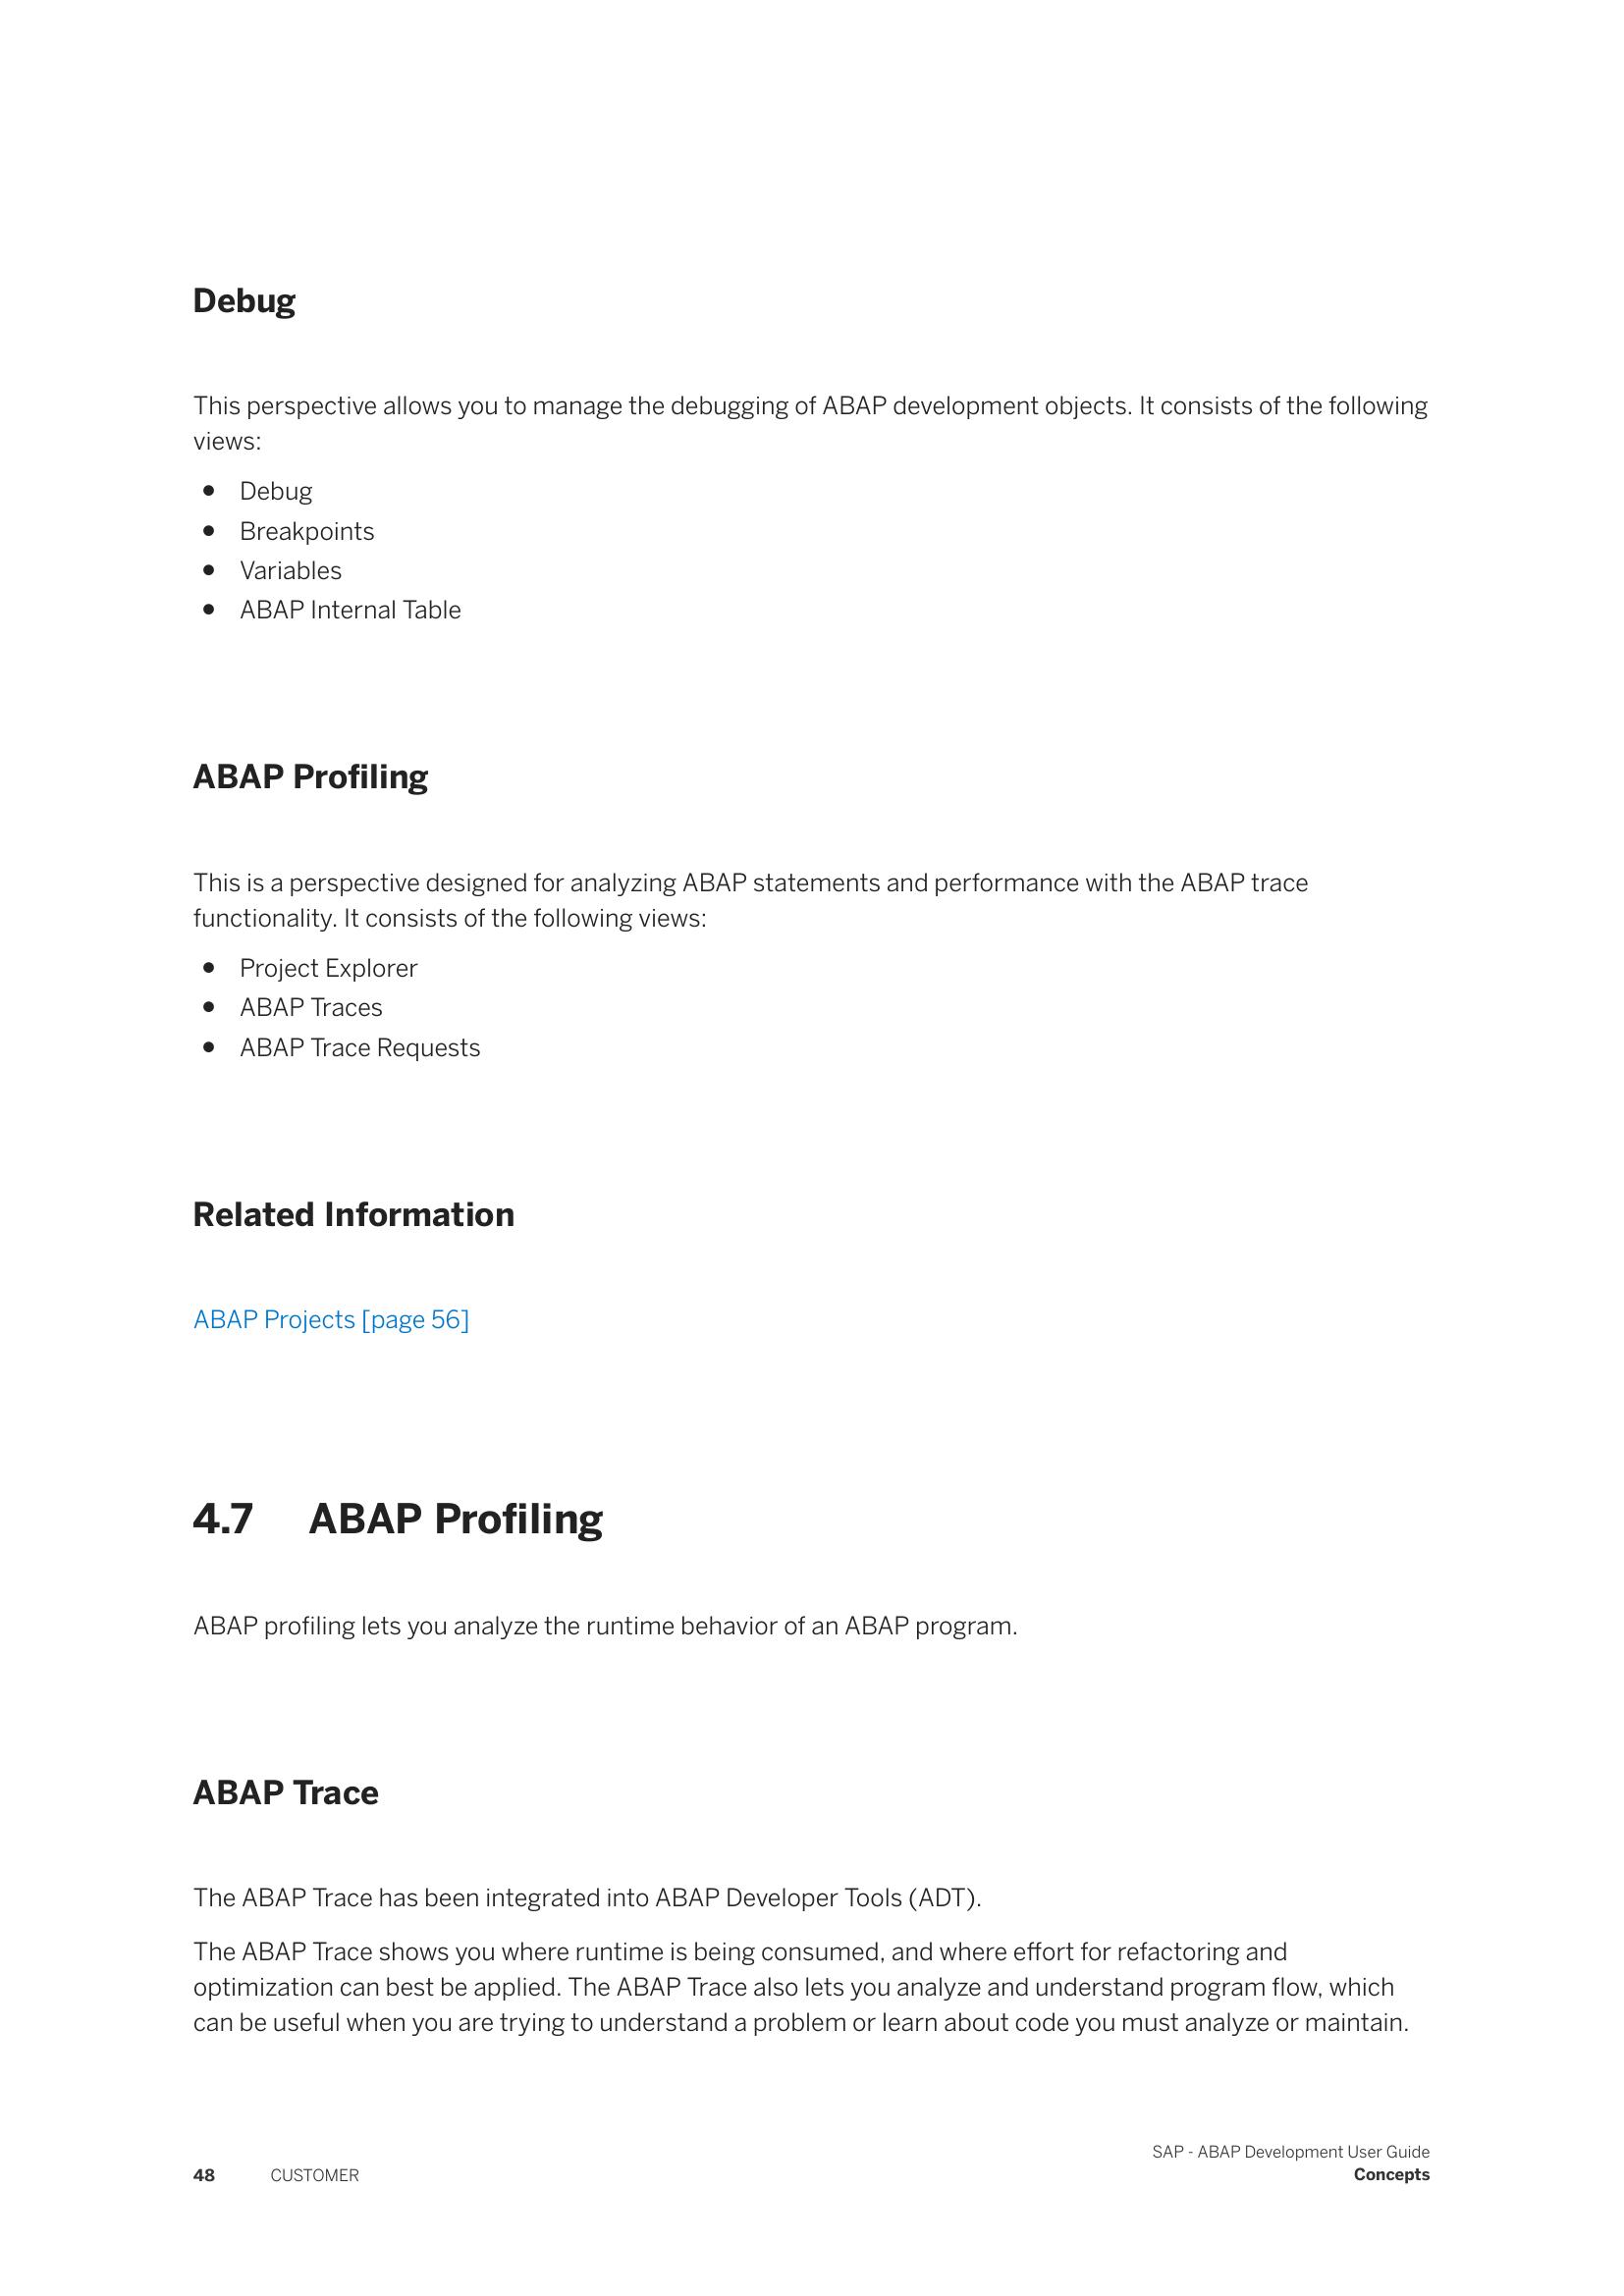 Debug
This perspective allows you to manage the debugging of ABAP development objects. It consists of the following
views:
● Debug
● Breakpoints
● Variables
● ABAP Internal Table
ABAP Profiling
This is a perspective designed for analyzing ABAP statements and performance with the ABAP trace
functionality. It consists of the following views:
● Project Explorer
● ABAP Traces
● ABAP Trace Requests
Related Information
ABAP Projects [page 56]
4.7 ABAP Profiling
ABAP profiling lets you analyze the runtime behavior of an ABAP program.
ABAP Trace
The ABAP Trace has been integrated into ABAP Developer Tools (ADT).
The ABAP Trace shows you where runtime is being consumed, and where effort for refactoring and
optimization can best be applied. The ABAP Trace also lets you analyze and understand program flow, which
can be useful when you are trying to understand a problem or learn about code you must analyze or maintain.
SAP - ABAP Development User Guide
48 CUSTOMER Concepts